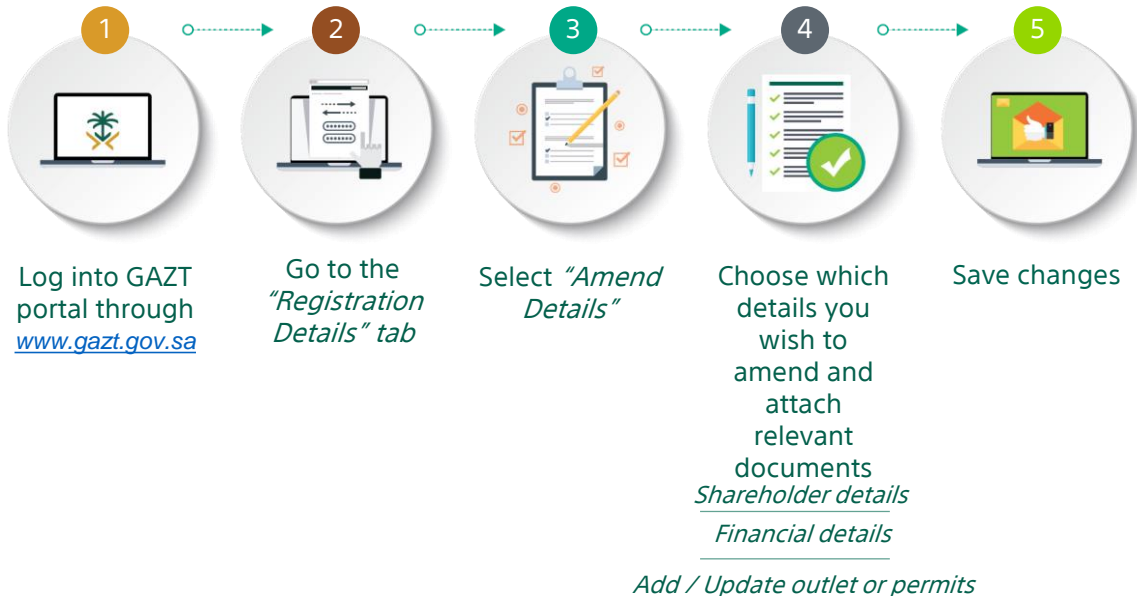 1
2
3
4
5
Log into GAZT
portal through
www.gazt.gov.sa
Go to the
“Registration
Details” tab
Select “Amend
Details”
Choose which
details you
wish to
amend and
attach
relevant
documents
Shareholder details
Financial details
Add / Update outlet or permits
Save changes